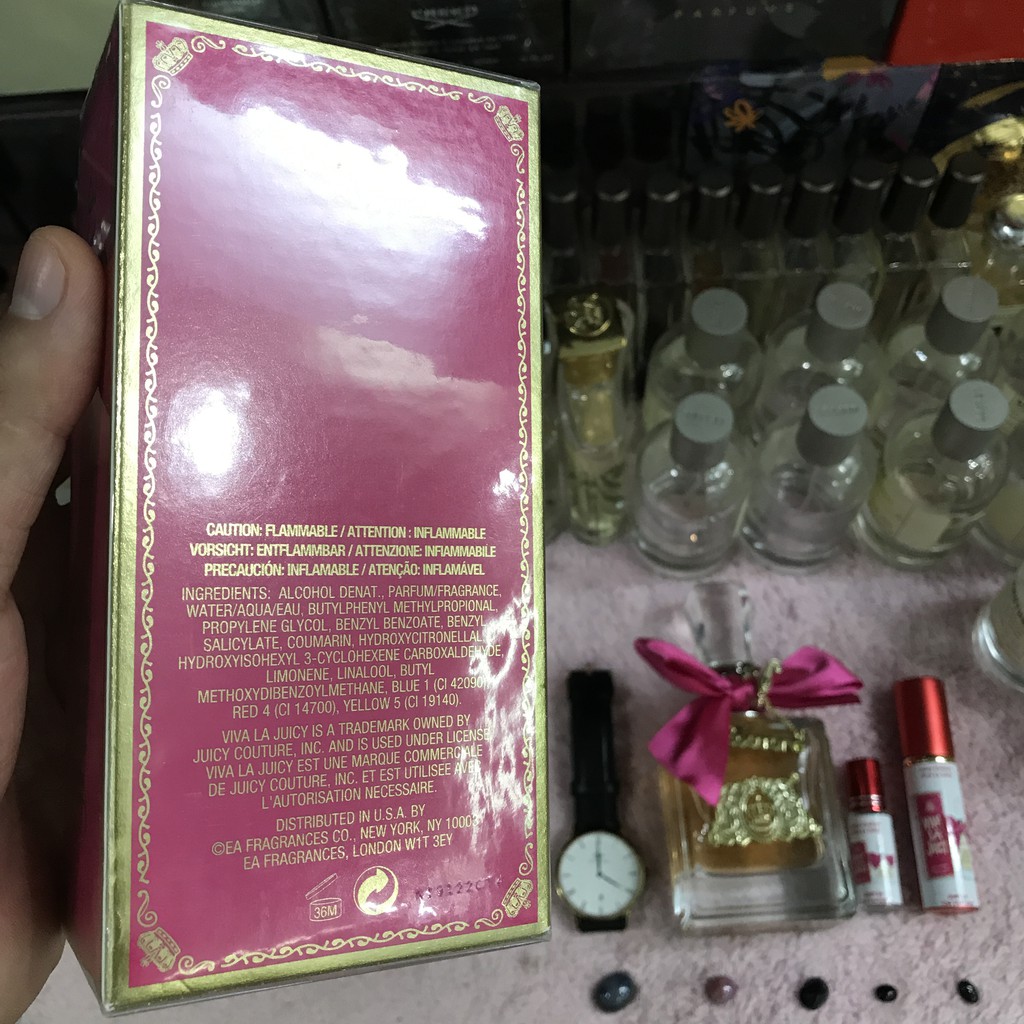 CAUTION: FLAMMABLE / ATTENTION : INFLAMMABLE
VORSICHT: ENTFLAMMBAR / ATTENZIONE: INFIAMMABILE
PRECAUCIÓN: INFLAMABLE / ATENÇÃO: INFLAMÁVEL
INGREDIENTS: ALCOHOL DENAT., PARFUM/FRAGRANCE,
WATER/AQUA/EAU, BUTYLPHENYL METHYLPROPIONAL,
PROPYLENE GLYCOL, BENZYL BENZOATE, BENZYL
SALICYLATE, COUMARIN, HYDROXYCITRONELLAL,
HYDROXYISOHEXYL 3-CYCLOHEXENE CARBOXALDEHYDE,
LIMONENE, LINALOOL, BUTYL
METHOXYDIBENZOYLMETHANE, BLUE 1 (CI 42090),
RED 4 (CI 14700), YELLOW 5 (CI 19140).
VIVA LA JUICY IS A TRADEMARK OWNED BY
JUICY COUTURE, INC. AND IS USED UNDER LICENSE.
VIVA LA JUICY EST UNE MARQUE COMMERCIALE
DE JUICY COUTURE, INC. ET EST UTILISEE AVEC
L'AUTORISATION NECESSAIRE.
DISTRIBUTED IN U.S.A. BY
©EA FRAGRANCES CO., NEW YORK, NY
EA FRAGRANCES, LONDON W1T 3EY
36M
PARFUMS
VIVA LA